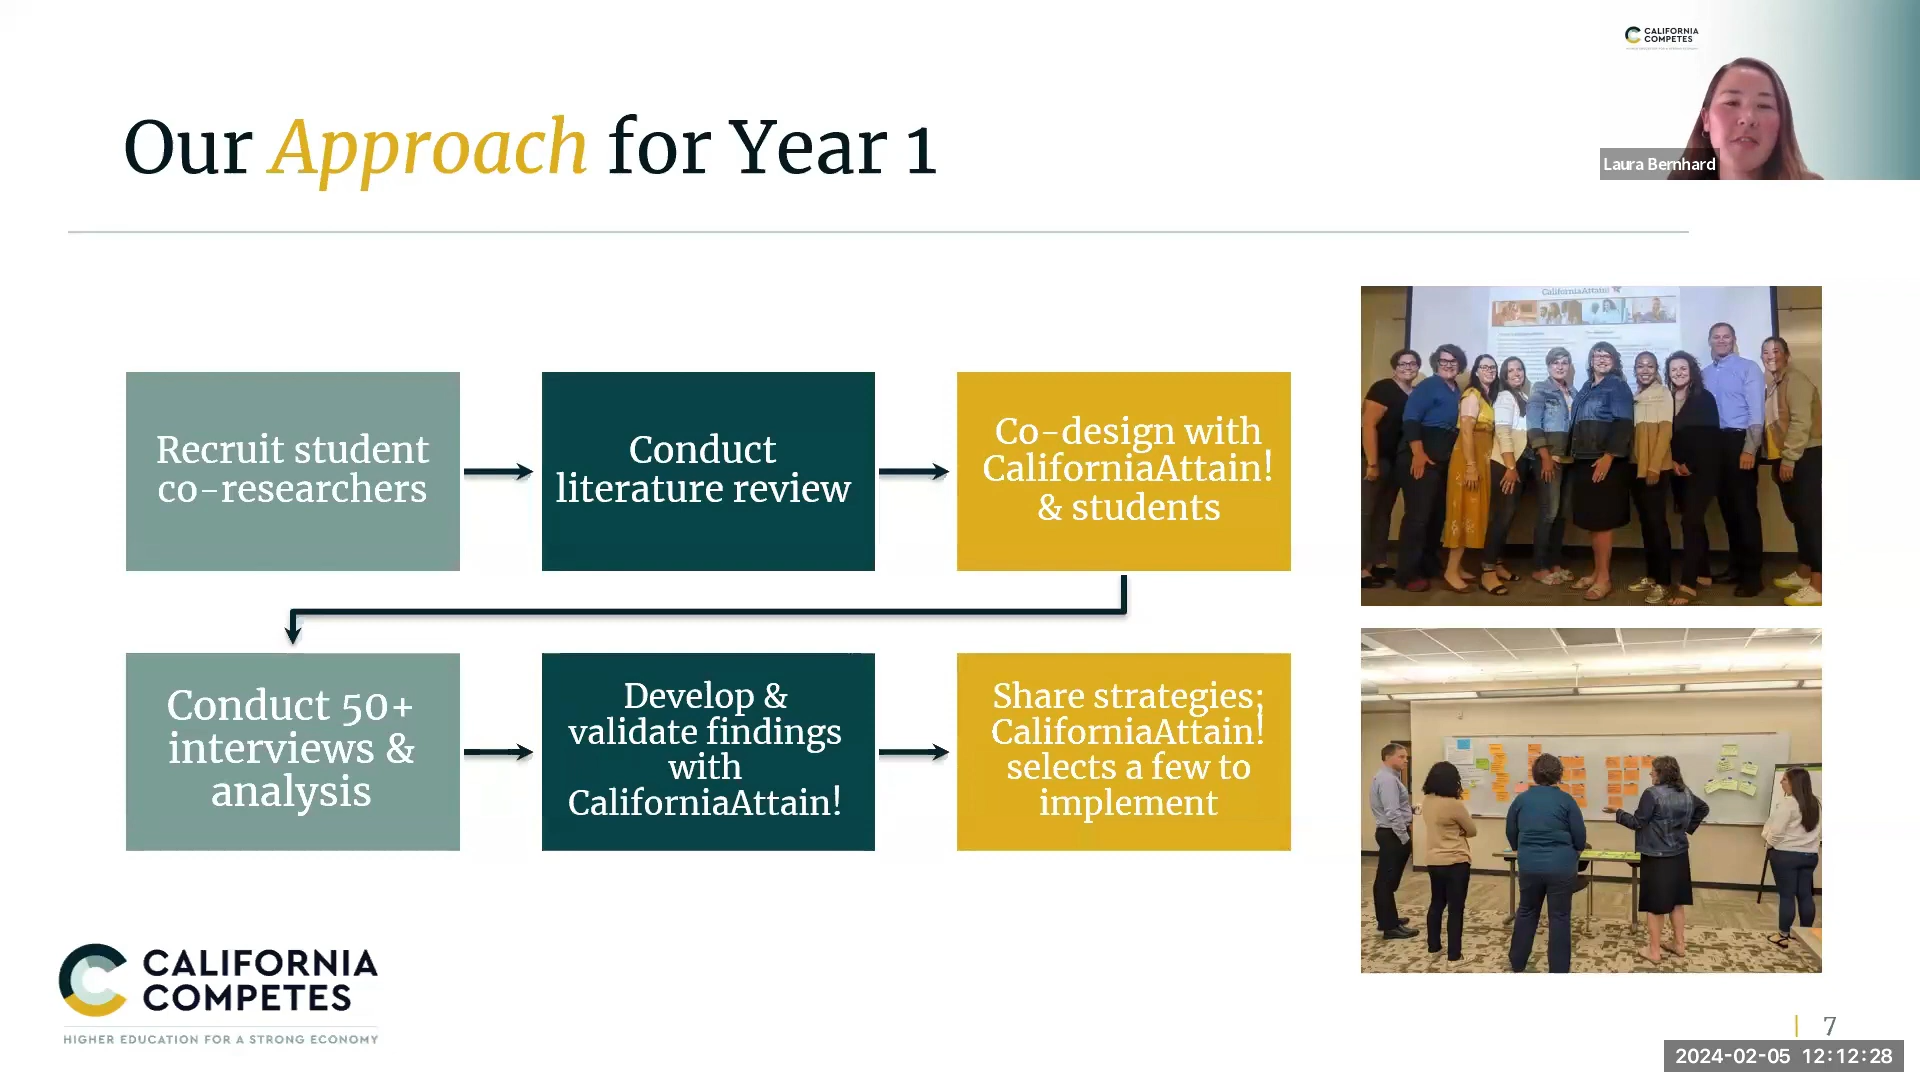 CALIFORNIA
COMPETES
Laura Bernhard
Our Approach for Year 1
CaliforniaAttain!
Recruit student
co-researchers
Conduct
literature review
Co-design with
CaliforniaAttain!
& students
Conduct 50+
interviews &
analysis
Develop &
validate findings
with
CaliforniaAttain!
Share strategies;
CaliforniaAttain!
selects a few to
implement
CALIFORNIA
COMPETES
HIGHER EDUCATION FOR A STRONG ECONOMY
7
2024-02-05 12:12:28